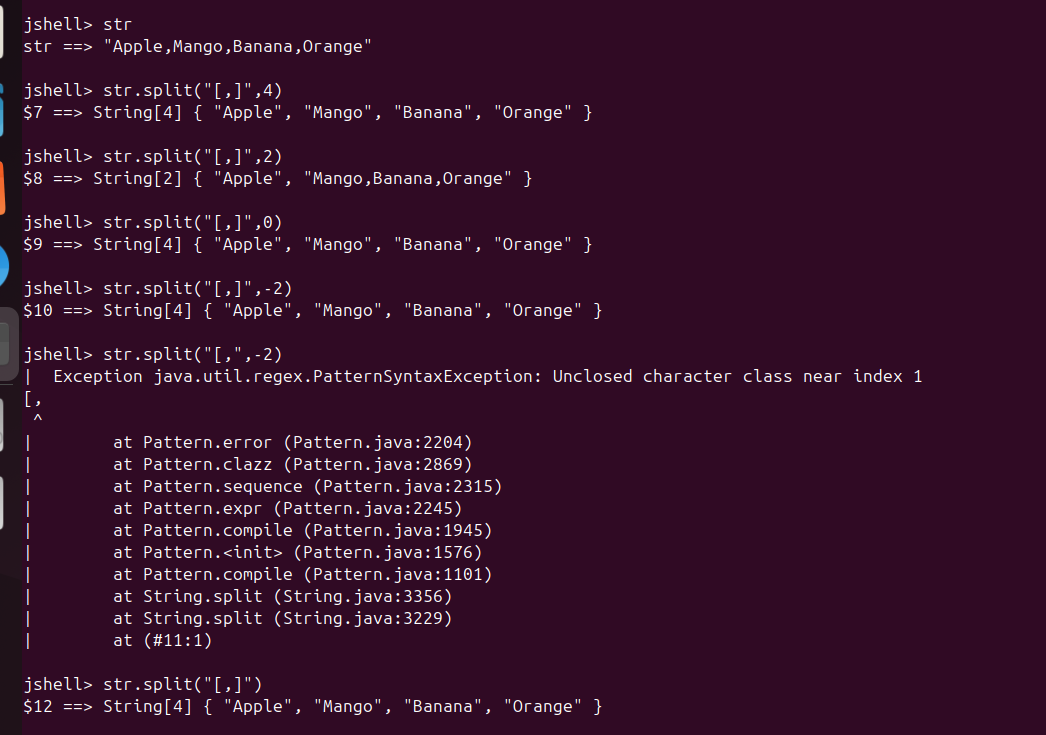 jshell> str
str ==> "Apple,Mango,Banana,Orange"
jshell> str.split("[,]",4)
$7 ==> String[4] { "Apple", "Mango", "Banana", "Orange" }
jshell> str.split("[,]",2)
$8 ==> String[2] { "Apple", "Mango,Banana,Orange" }
jshell> str.split("[,]",0)
$9 ==> String[4] { "Apple", "Mango", "Banana", "Orange" }
jshell> str.split("[,]",-2)
$10 ==> String[4] { "Apple", "Mango", "Banana", "Orange" }
jshell> str.split("[,",-2)
|  Exception java.util.regex.PatternSyntaxException: Unclosed character class near index 1
[,
 ^
|        at Pattern.error (Pattern.java:2204)
|        at Pattern.clazz (Pattern.java:2869)
|        at Pattern.sequence (Pattern.java:2315)
|        at Pattern.expr (Pattern.java:2245)
|        at Pattern.compile (Pattern.java:1945)
|        at Pattern.<init> (Pattern.java:1576)
|        at Pattern.compile (Pattern.java:1101)
|        at String.split (String.java:3356)
|        at String.split (String.java:3229)
|        at (#11:1)
jshell> str.split("[,]")
$12 ==> String[4] { "Apple", "Mango", "Banana", "Orange" }